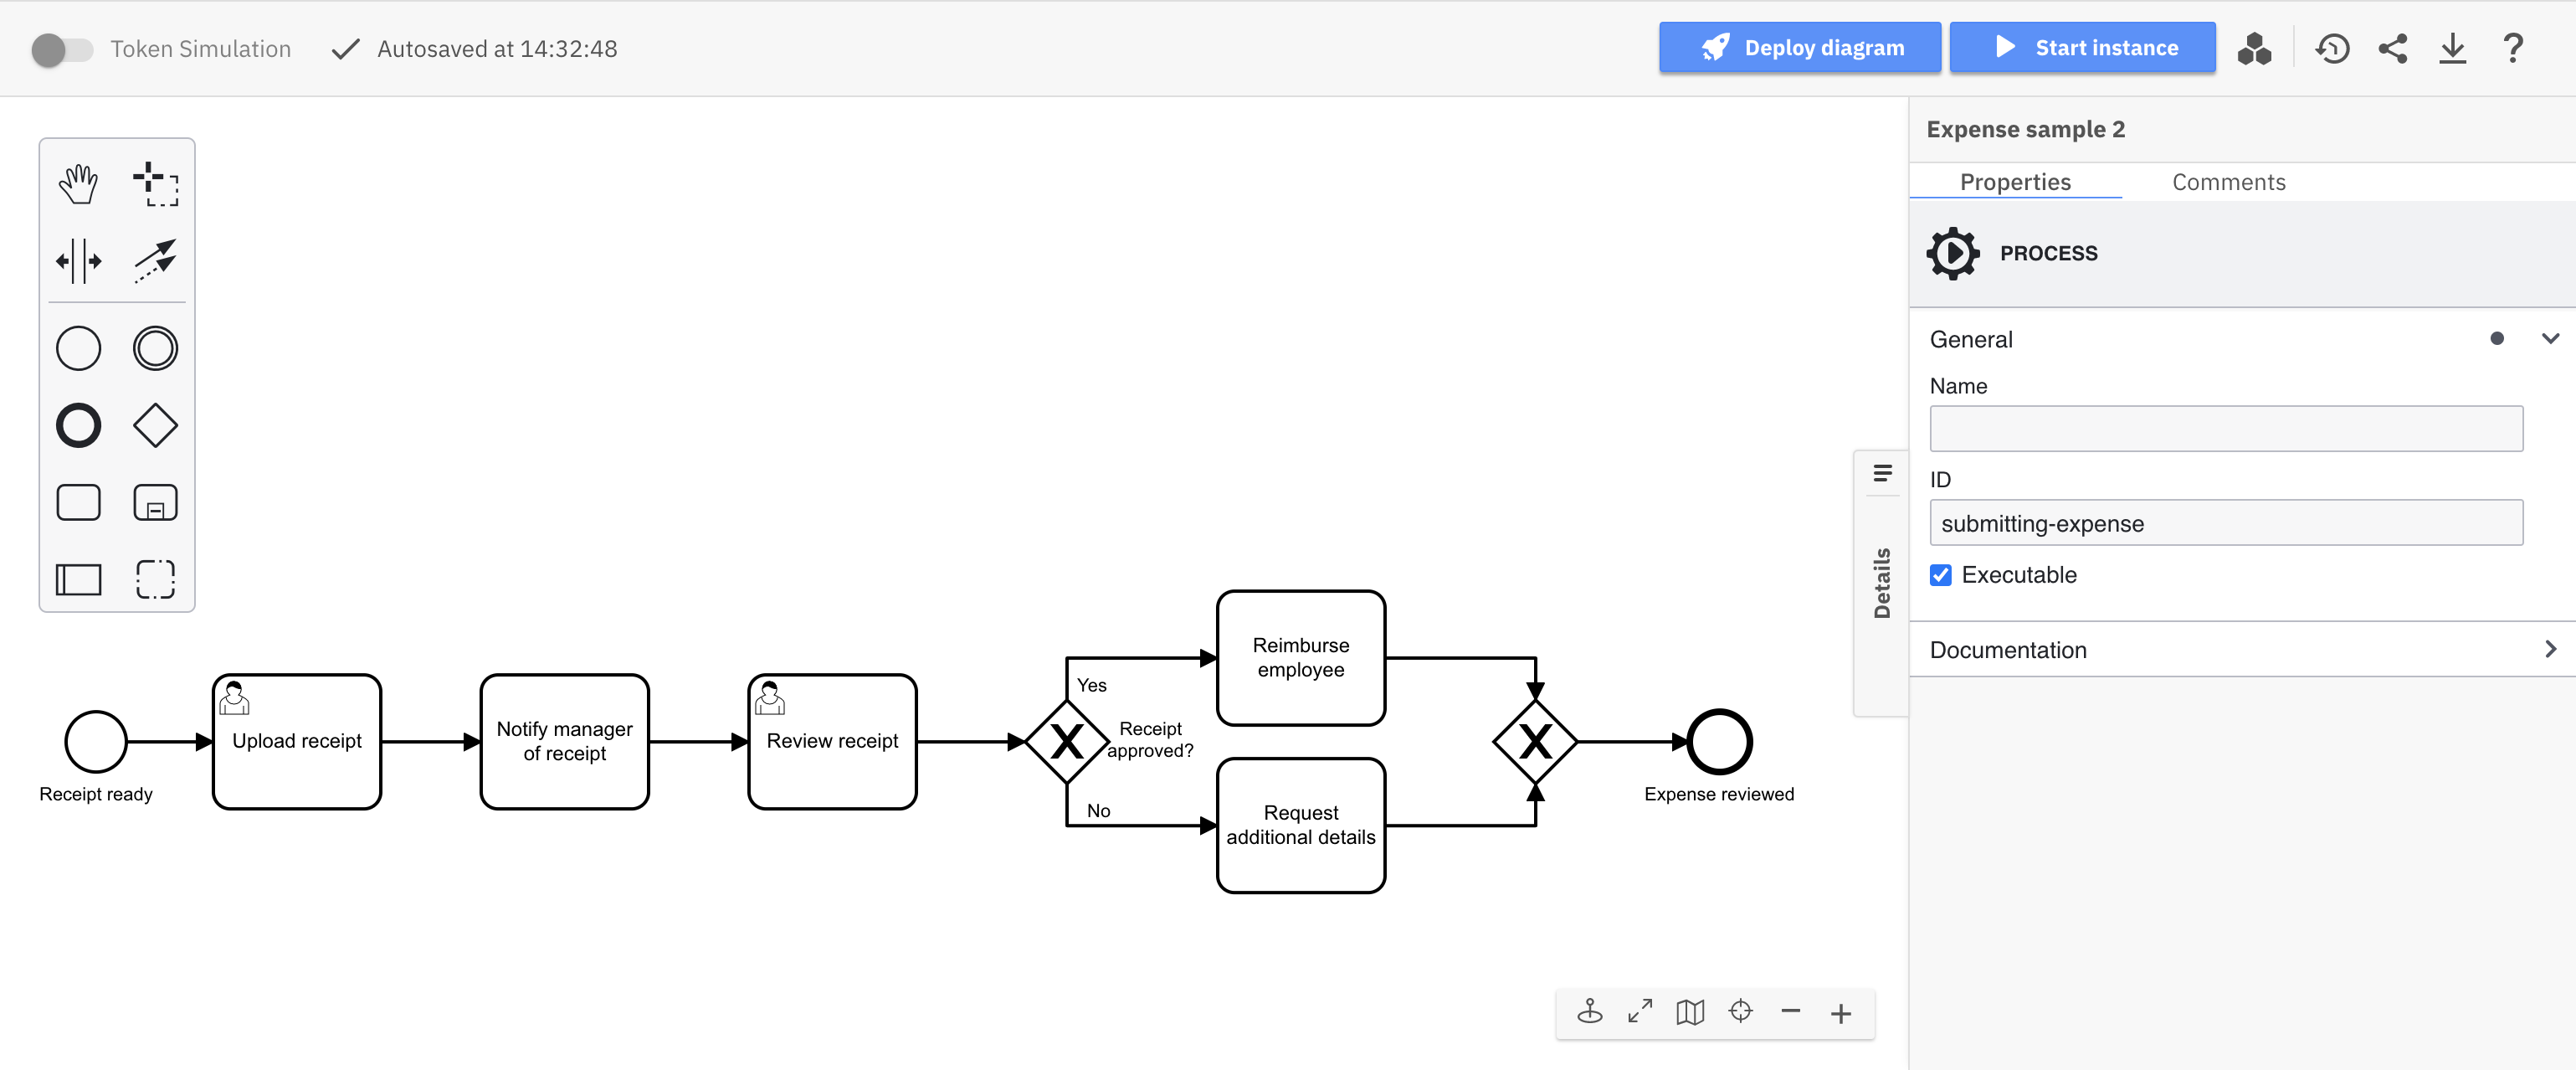 Token Simulation
Autosaved at 14:32:48
Deploy diagram
Start instance
?
Expense sample 2
Properties
Comments
PROCESS
General
Name
ID
submitting-expense
Executable
Documentation
Details
Receipt ready
Upload receipt
Notify manager
of receipt
Review receipt
Yes
Receipt
approved?
No
Reimburse
employee
Request
additional details
Expense reviewed